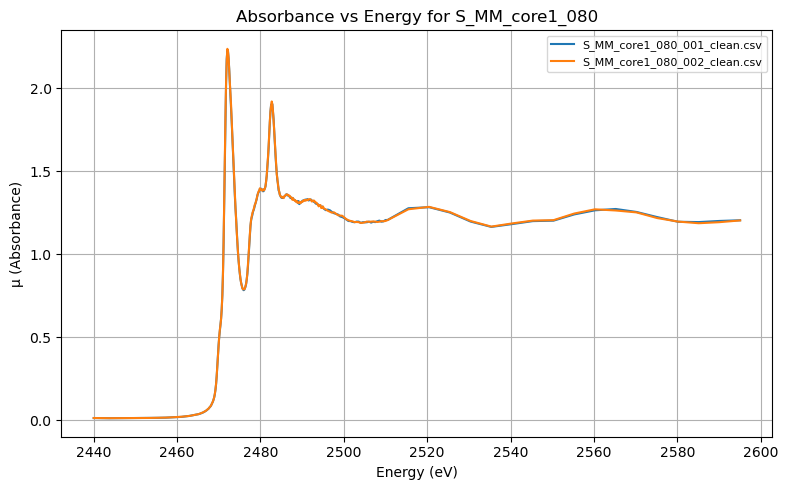 Absorbance vs Energy for S_MM_core1_080
S_MM_core1_080_001_clean.csv
S_MM_core1_080_002_clean.csv
2.0
1.5
1.0
0.5
0.0
μ (Absorbance)
2440 2460 2480 2500 2520 2540 2560 2580 2600
Energy (eV)